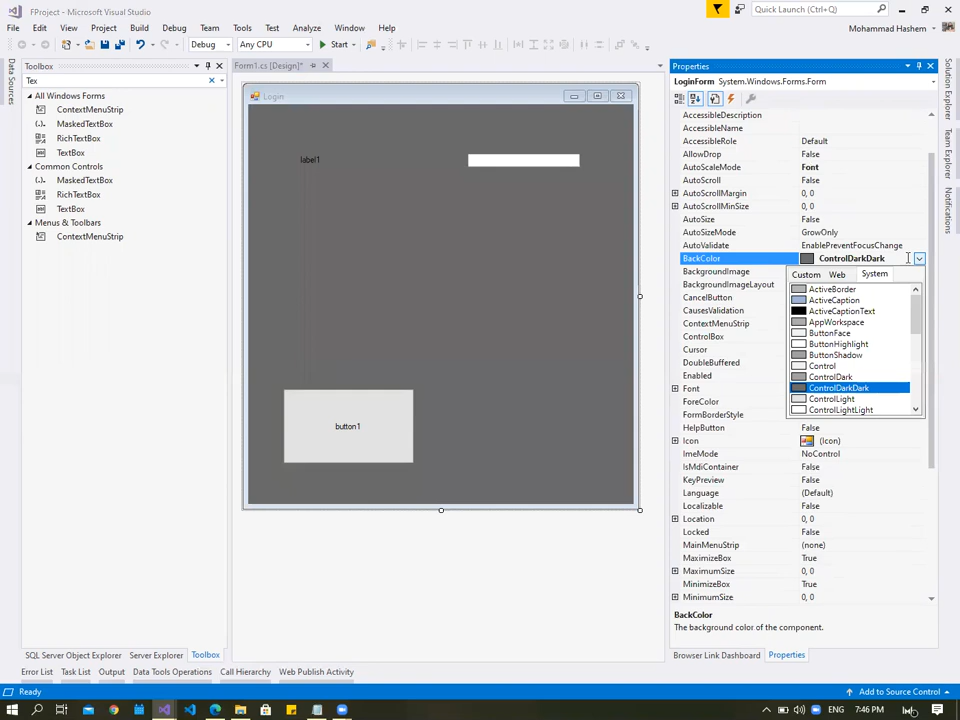 FProject - Microsoft Visual Studio
Quick Launch (Ctrl+Q)
File Edit View Project Build Debug Team Tools Test Analyze Window Help
Mohammad Hashem
Debug Any CPU Start
Data Sources
Toolbox
Tex
All Windows Forms
ContextMenuStrip
MaskedTextBox
RichTextBox
TextBox
Common Controls
MaskedTextBox
RichTextBox
TextBox
Menus & Toolbars
ContextMenuStrip
Form1.cs [Design]*
Login
label1
button1
Properties
LoginForm System.Windows.Forms.Form
AccessibleDescription
AccessibleName
AccessibleRole Default
AllowDrop False
AutoScaleMode Font
AutoScroll False
AutoScrollMargin 0, 0
AutoScrollMinSize 0, 0
AutoSize False
AutoSizeMode GrowOnly
AutoValidate EnablePreventFocusChange
BackColor ControlDarkDark
BackgroundImage
BackgroundImageLayout
CancelButton
CausesValidation
ContextMenuStrip
ControlBox
Cursor
DoubleBuffered
Enabled
Font
ForeColor
FormBorderStyle
HelpButton False
Icon (Icon)
ImeMode NoControl
IsMdiContainer False
KeyPreview False
Language (Default)
Localizable False
Location 0, 0
Locked False
MainMenuStrip (none)
MaximizeBox True
MaximumSize 0, 0
MinimizeBox True
MinimumSize 0, 0
Custom Web System
ActiveBorder
ActiveCaption
ActiveCaptionText
AppWorkspace
ButtonFace
ButtonHighlight
ButtonShadow
Control
ControlDark
ControlDarkDark
ControlLight
ControlLightLight
BackColor
The background color of the component.
Solution Explorer
Team Explorer
Notifications
SQL Server Object Explorer Server Explorer Toolbox
Browser Link Dashboard Properties
Error List Task List Output Data Tools Operations Call Hierarchy Web Publish Activity
Ready
Add to Source Control
ENG 7:46 PM